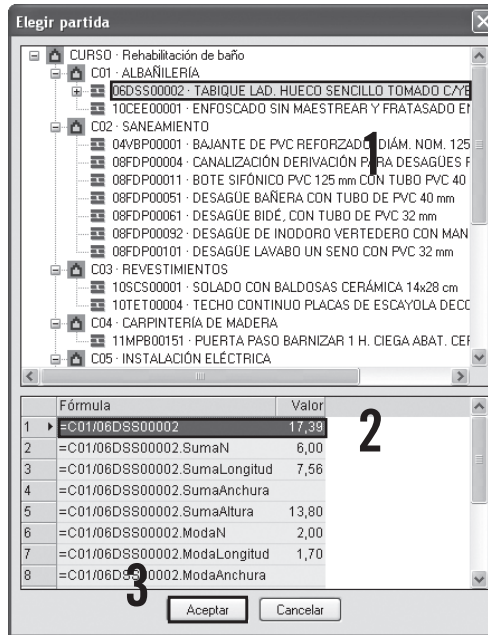 Elegir partida
CURSO · Rehabilitación de baño
C01 · ALBAÑILERÍA
06DSS00002 · TABIQUE LAD. HUECO SENCILLO TOMADO C/YE
10CEE00001 · ENFOSCADO SIN MAESTREAR Y FRATASADO EN
C02 · SANEAMIENTO
04VBP00001 · BAJANTE DE PVC REFORZADO, DIÁM. NOM. 125
08FDP00004 · CANALIZACIÓN DERIVACIÓN PARA DESAGÜES F
08FDP00011 · BOTE SIFÓNICO PVC 125 mm CON TUBO PVC 40
08FDP00051 · DESAGÜE BAÑERA CON TUBO DE PVC 40 mm
08FDP00061 · DESAGÜE BIDÉ, CON TUBO DE PVC 32 mm
08FDP00092 · DESAGÜE DE INODORO VERTEDERO CON MAN
08FDP00101 · DESAGÜE LAVABO UN SENO CON PVC 32 mm
C03 · REVESTIMIENTOS
10SCS00001 · SOLADO CON BALDOSAS CERÁMICA 14x28 cm
10TET00004 · TECHO CONTINUO PLACAS DE ESCAYOLA DECO
C04 · CARPINTERÍA DE MADERA
11MPB00151 · PUERTA PASO BARNIZAR 1 H. CIEGA ABAT. CEF
C05 · INSTALACIÓN ELÉCTRICA
1
Fórmula Valor
1 =C01/06DSS00002 17,39
2 =C01/06DSS00002.SumaN 6,00
3 =C01/06DSS00002.SumaLongitud 7,56
4 =C01/06DSS00002.SumaAnchura
5 =C01/06DSS00002.SumaAltura 13,80
6 =C01/06DSS00002.ModaN 2,00
7 =C01/06DSS00002.ModaLongitud 1,70
8 =C01/06DSS00002.ModaAnchura
2
3
Aceptar Cancelar